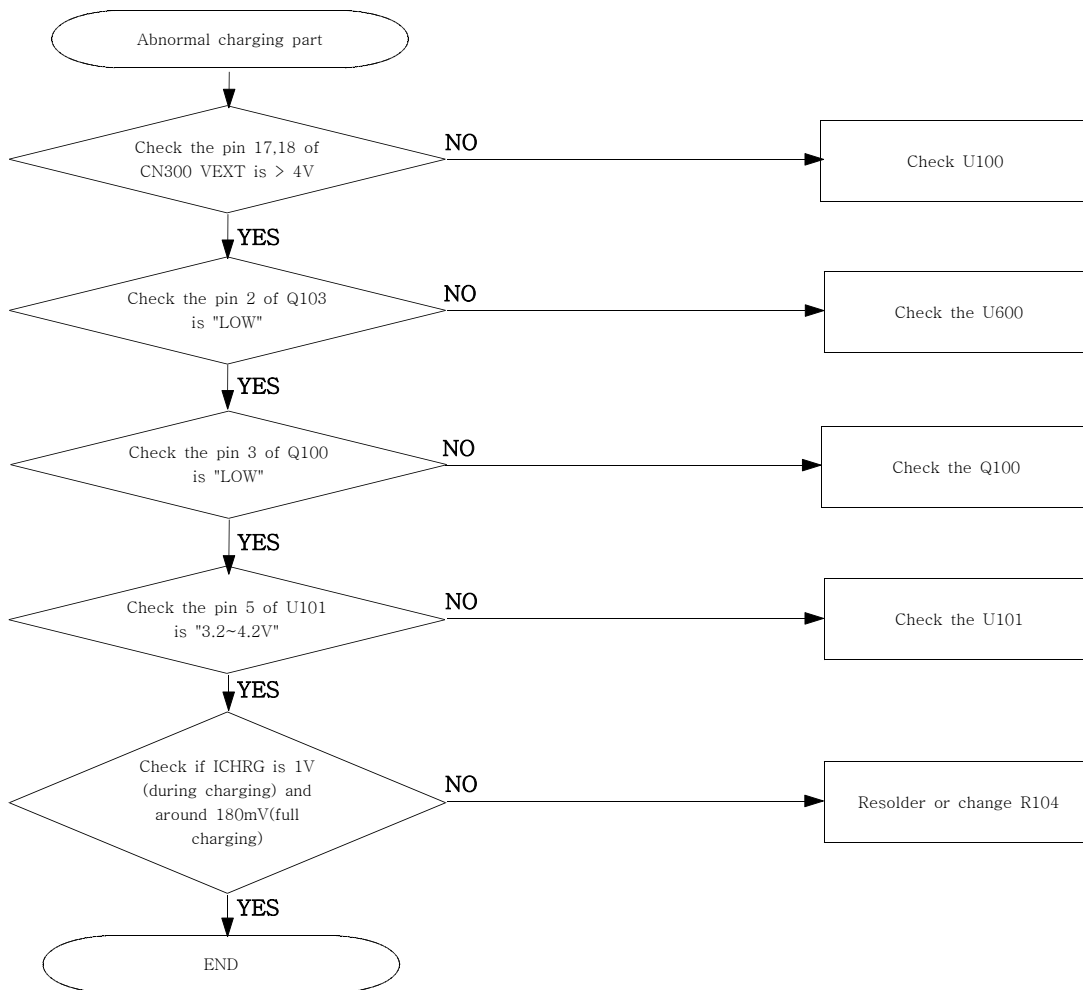 Abnormal charging part
Check the pin 17,18 of
CN300 VEXT is > 4V
NO
Check U100
YES
Check the pin 2 of Q103
is "LOW"
NO
Check the U600
YES
Check the pin 3 of Q100
is "LOW"
NO
Check the Q100
YES
Check the pin 5 of U101
is "3.2~4.2V"
NO
Check the U101
YES
Check if ICHRG is 1V
(during charging) and
around 180mV(full
charging)
NO
Resolder or change R104
YES
END